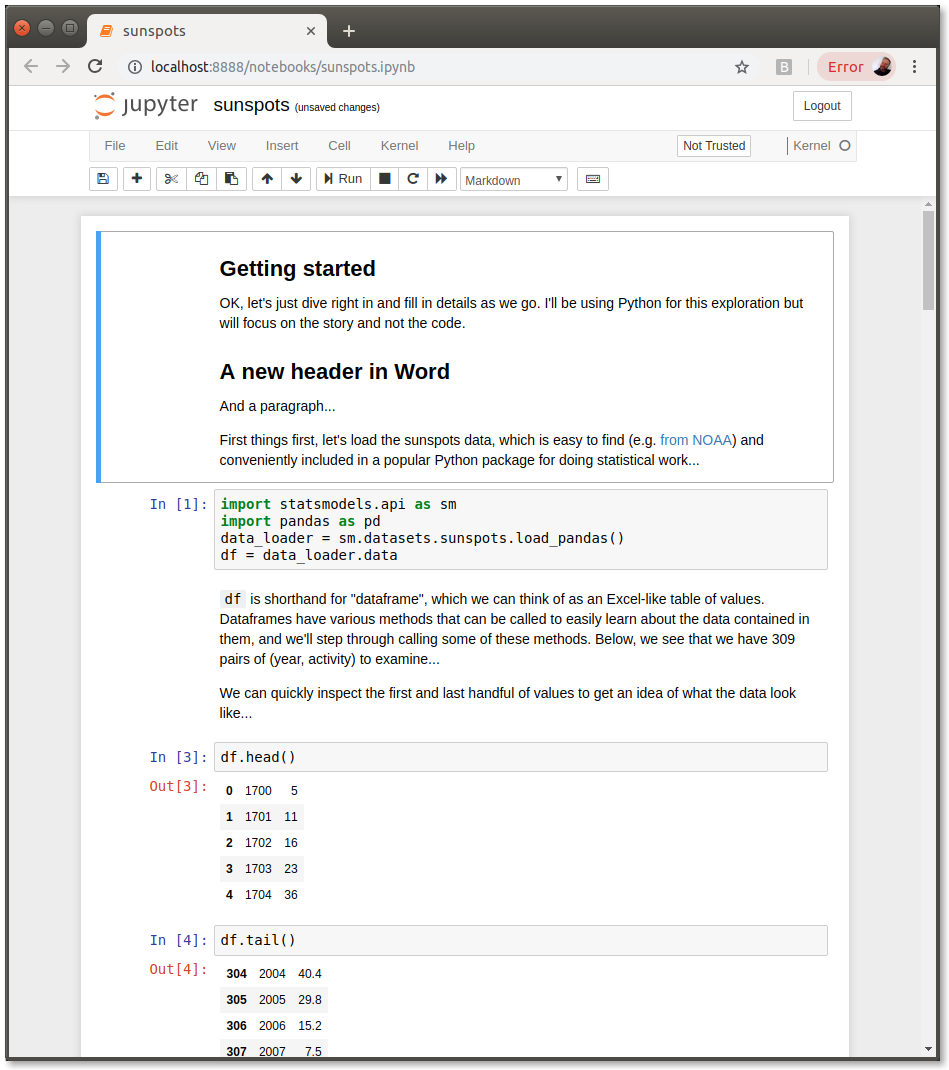 sunspots
localhost:8888/notebooks/sunspots.ipynb
B
Error
jupyter sunspots (unsaved changes)
Logout
File Edit View Insert Cell Kernel Help
Not Trusted
Kernel
Run
Markdown
Getting started
OK, let's just dive right in and fill in details as we go. I'll be using Python for this exploration but
will focus on the story and not the code.
A new header in Word
And a paragraph...
First things first, let's load the sunspots data, which is easy to find (e.g. from NOAA) and
conveniently included in a popular Python package for doing statistical work...
In [1]:
import statsmodels.api as sm
import pandas as pd
data_loader = sm.datasets.sunspots.load_pandas()
df = data_loader.data
df is shorthand for "dataframe", which we can think of as an Excel-like table of values.
Dataframes have various methods that can be called to easily learn about the data contained in
them, and we'll step through calling some of these methods. Below, we see that we have 309
pairs of (year, activity) to examine...
We can quickly inspect the first and last handful of values to get an idea of what the data look
like...
In [3]: df.head()
Out[3]:
0 1700 5
1 1701 11
2 1702 16
3 1703 23
4 1704 36
In [4]: df.tail()
Out[4]:
304 2004 40.4
305 2005 29.8
306 2006 15.2
307 2007 7.5